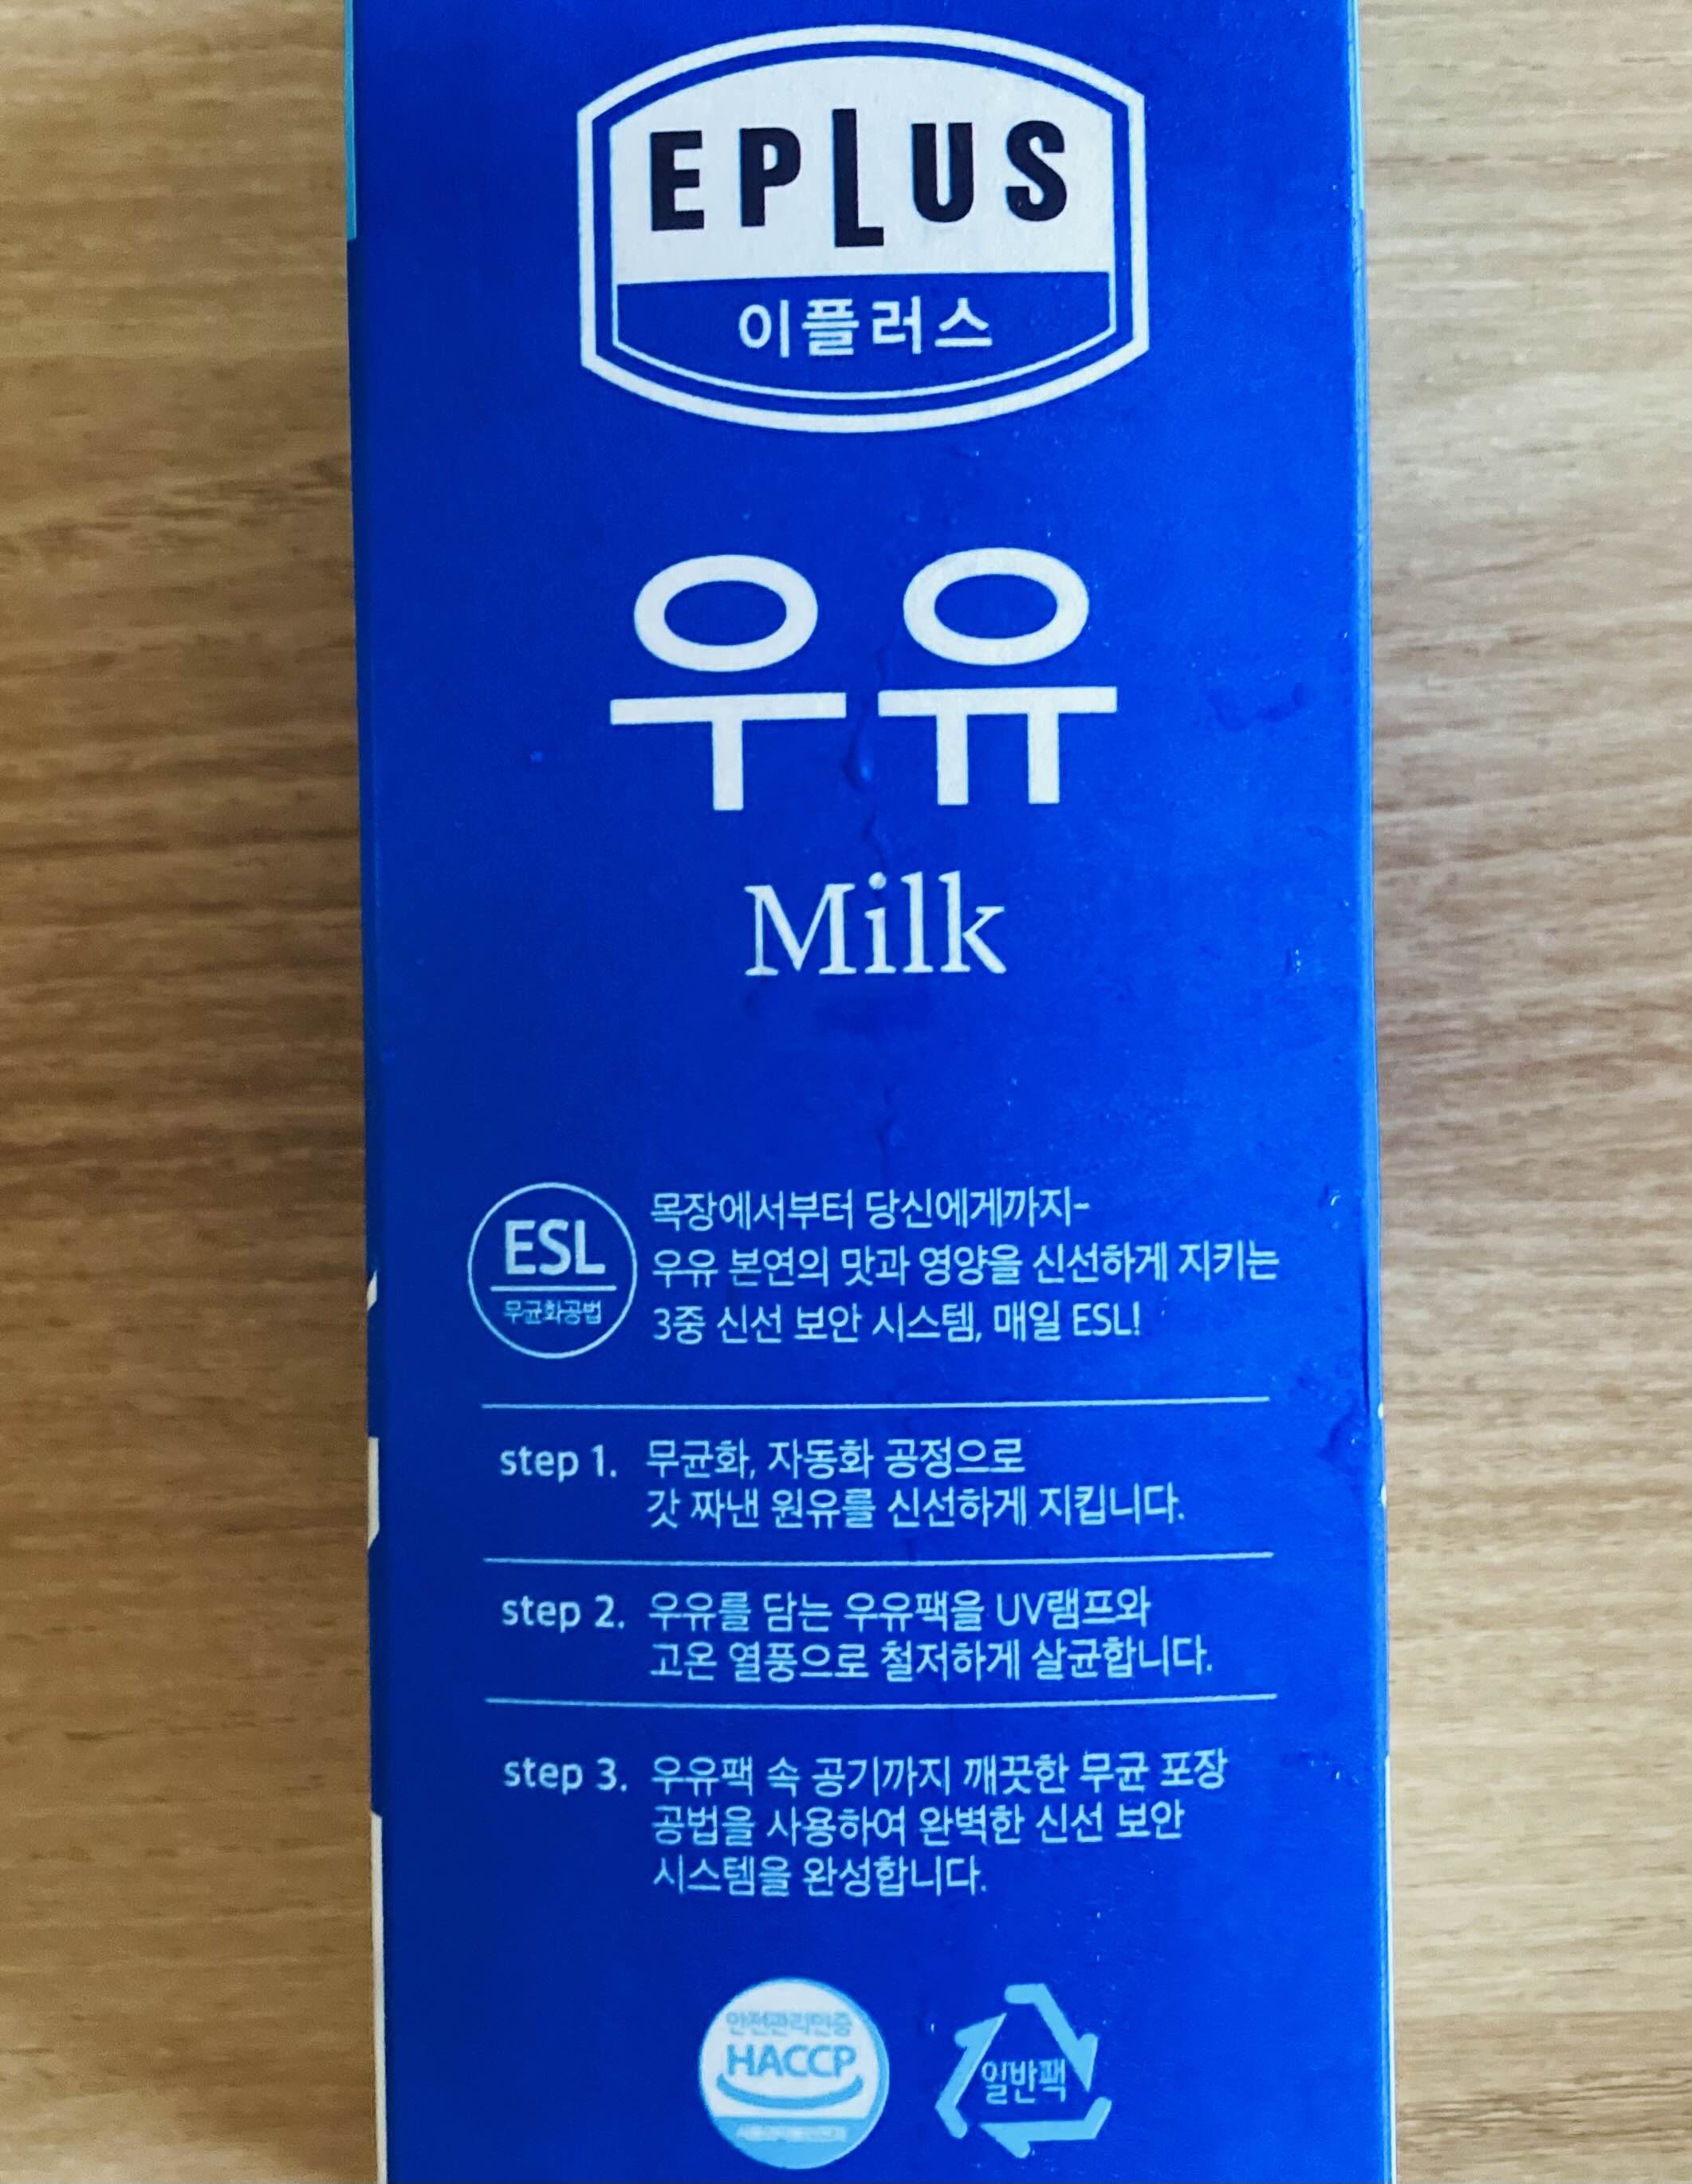 EPLUS
이플러스
우유
Milk
ESL
무균화공법
목장에서부터 당신에게까지-
우유 본연의 맛과 영양을 신선하게 지키는
3중 신선 보안 시스템, 매일 ESL!
step 1. 무균화, 자동화 공정으로
갓 짜낸 원유를 신선하게 지킵니다.
step 2. 우유를 담는 우유팩을 UV램프와
고온 열풍으로 철저하게 살균합니다.
step 3. 우유팩 속 공기까지 깨끗한 무균 포장
공법을 사용하여 완벽한 신선 보안
시스템을 완성합니다.
안전관리인증
HACCP
일반팩